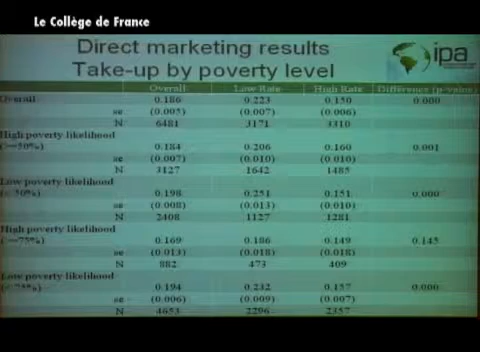 Le Collège de France
Direct marketing results
Take-up by poverty level
ipa
Overall Low Rate High Rate Difference (p-value)
Overall 0.186 0.223 0.150 0.000
se (0.005) (0.007) (0.006)
N 6481 3171 3310
High poverty likelihood
(>=50%) 0.184 0.206 0.160 0.001
se (0.007) (0.010) (0.010)
N 3127 1642 1485
Low poverty likelihood
(< 50%) 0.198 0.251 0.151 0.000
se (0.008) (0.013) (0.010)
N 2408 1127 1281
High poverty likelihood
(>=75%) 0.169 0.186 0.149 0.145
se (0.013) (0.018) (0.018)
N 882 473 409
Low poverty likelihood
(< 75%) 0.194 0.232 0.157 0.000
se (0.006) (0.009) (0.007)
N 4653 2296 2357